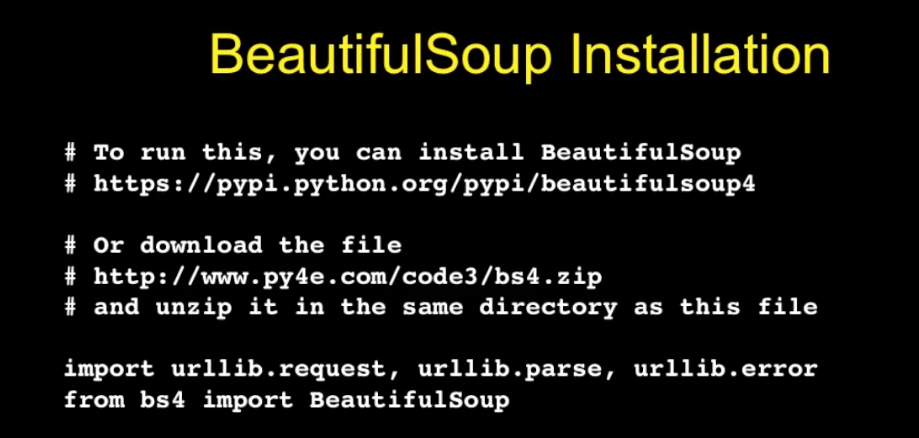 BeautifulSoup Installation
# To run this, you can install BeautifulSoup
# https://pypi.python.org/pypi/beautifulsoup4
# Or download the file
# http://www.py4e.com/code3/bs4.zip
# and unzip it in the same directory as this file
import urllib.request, urllib.parse, urllib.error
from bs4 import BeautifulSoup